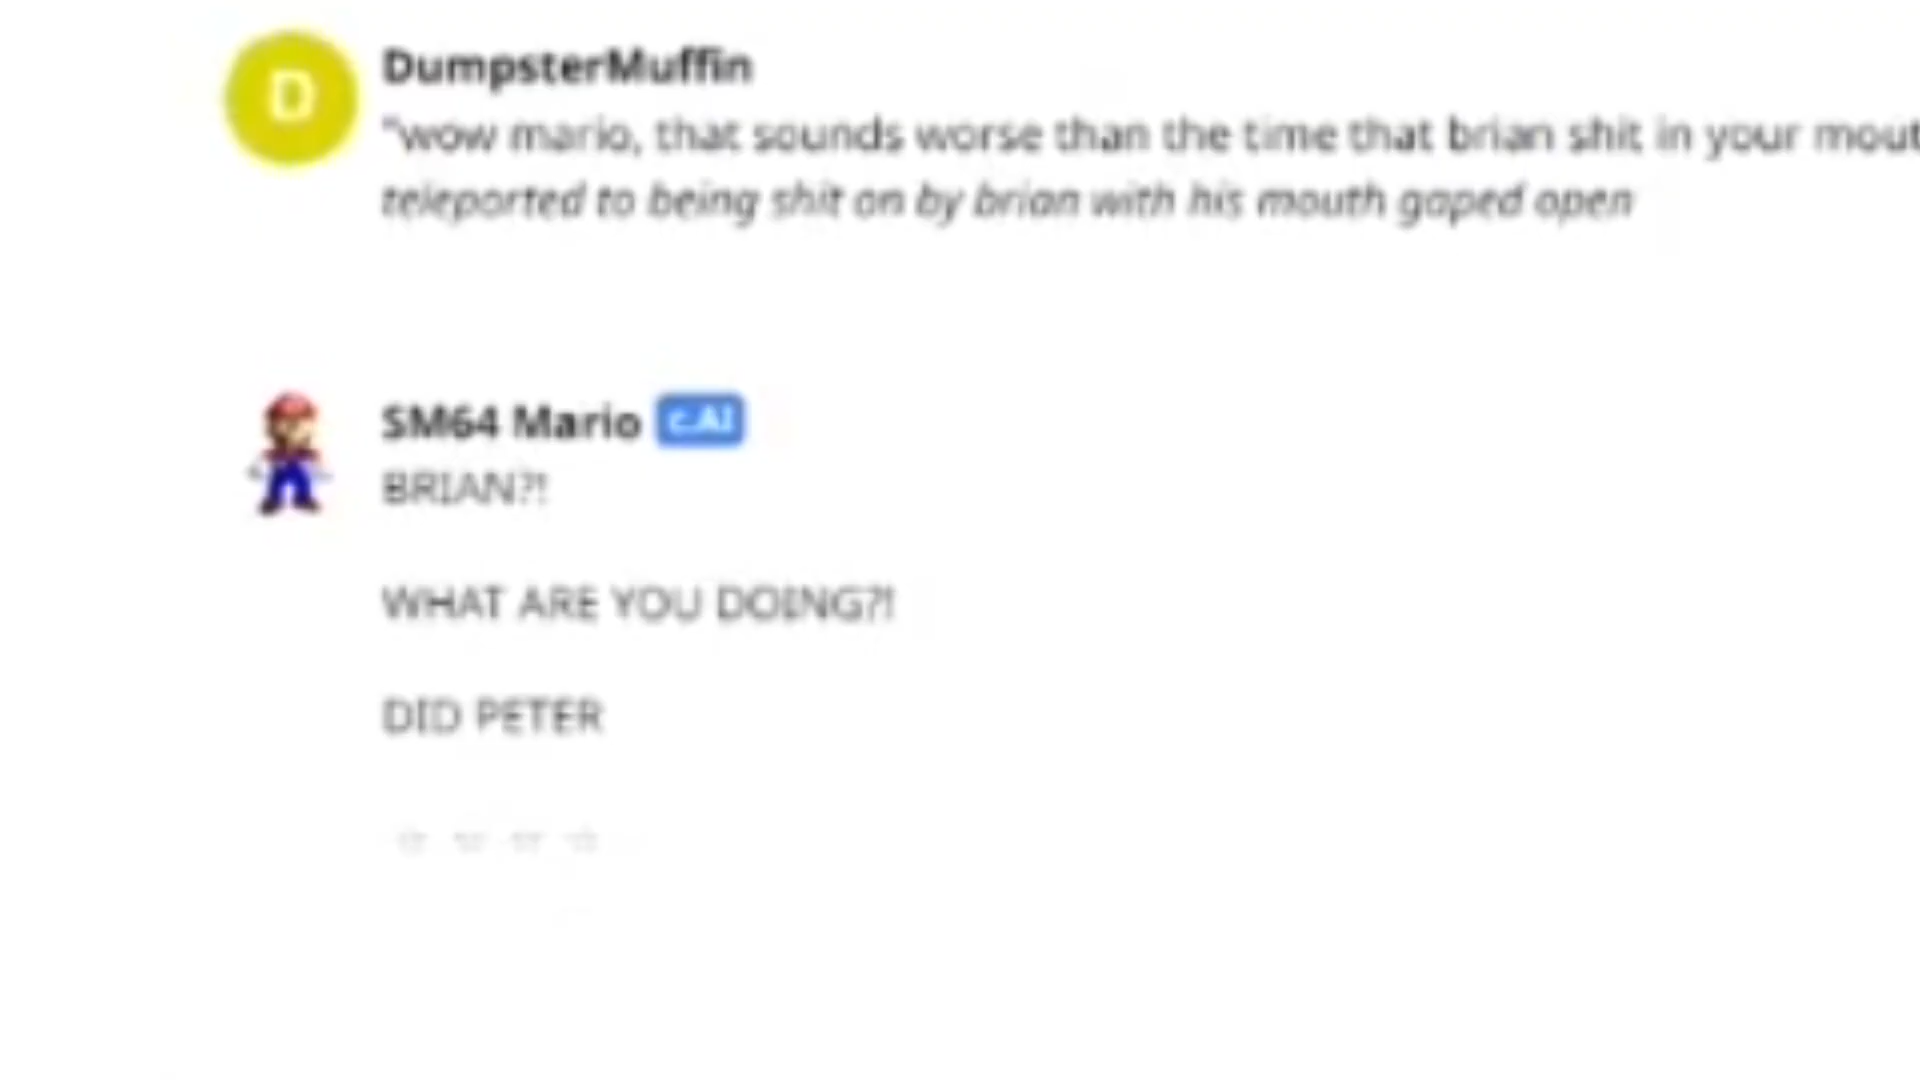 D
DumpsterMuffin
"wow mario, that sounds worse than the time that brian shit in your
teleported to being shit on by brian with his mouth gaped open
SM64 Mario c.AI
BRIAN?!
WHAT ARE YOU DOING?!
DID PETER